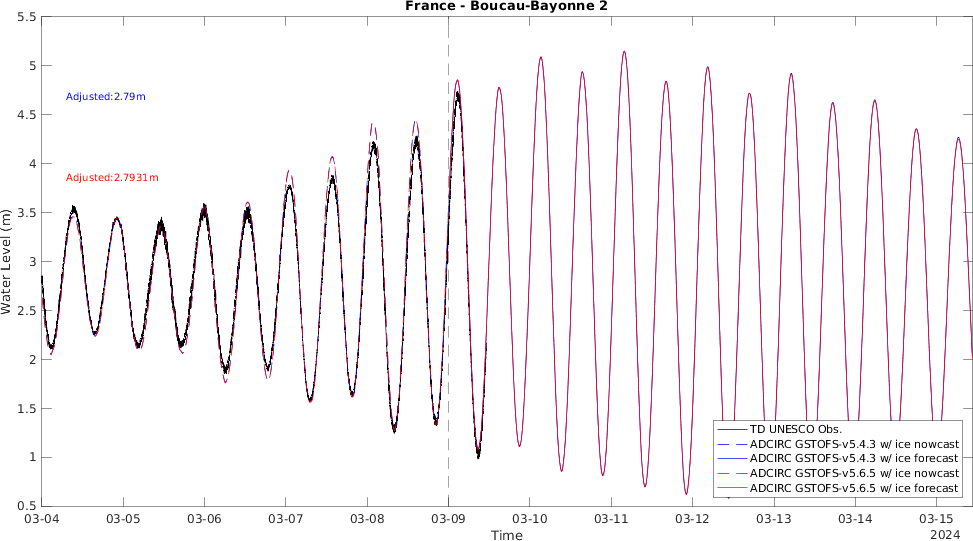 France - Boucau-Bayonne 2
5.5
5
4.5
4
3.5
3
2.5
2
1.5
1
0.5
Water Level (m)
Adjusted:2.79m
Adjusted:2.7931m
TD UNESCO Obs.
ADCIRC GSTOFS-v5.4.3 w/ ice nowcast
ADCIRC GSTOFS-v5.4.3 w/ ice forecast
ADCIRC GSTOFS-v5.6.5 w/ ice nowcast
ADCIRC GSTOFS-v5.6.5 w/ ice forecast
03-04 03-05 03-06 03-07 03-08 03-09 03-10 03-11 03-12 03-13 03-14 03-15
Time
2024